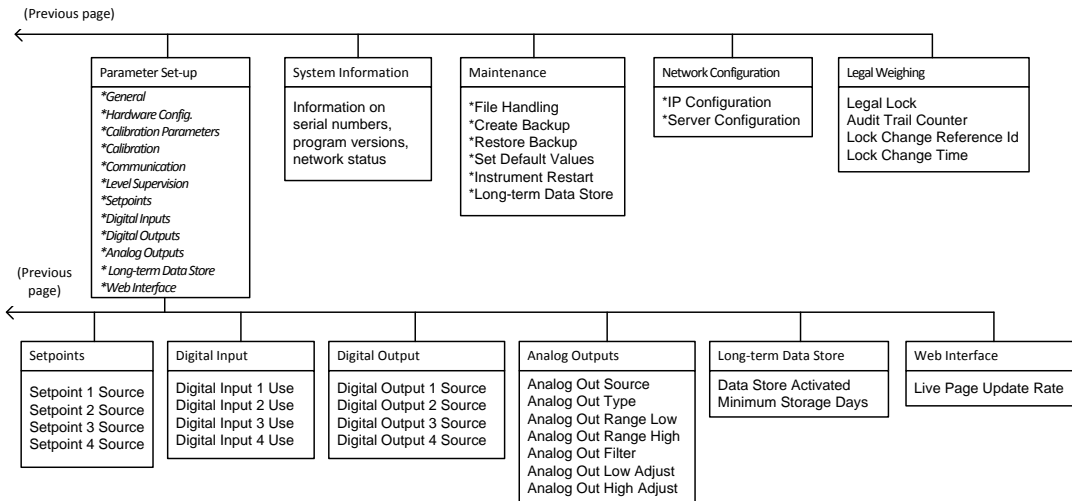 (Previous page)
Parameter Set-up
*General
*Hardware Config.
*Calibration Parameters
*Calibration
*Communication
*Level Supervision
*Setpoints
*Digital Inputs
*Digital Outputs
*Analog Outputs
* Long-term Data Store
*Web Interface
System Information
Information on
serial numbers,
program versions,
network status
Maintenance
*File Handling
*Create Backup
*Restore Backup
*Set Default Values
*Instrument Restart
*Long-term Data Store
Network Configuration
*IP Configuration
*Server Configuration
Legal Weighing
Legal Lock
Audit Trail Counter
Lock Change Reference Id
Lock Change Time
(Previous
page)
Setpoints
Setpoint 1 Source
Setpoint 2 Source
Setpoint 3 Source
Setpoint 4 Source
Digital Input
Digital Input 1 Use
Digital Input 2 Use
Digital Input 3 Use
Digital Input 4 Use
Digital Output
Digital Output 1 Source
Digital Output 2 Source
Digital Output 3 Source
Digital Output 4 Source
Analog Outputs
Analog Out Source
Analog Out Type
Analog Out Range Low
Analog Out Range High
Analog Out Filter
Analog Out Low Adjust
Analog Out High Adjust
Long-term Data Store
Data Store Activated
Minimum Storage Days
Web Interface
Live Page Update Rate